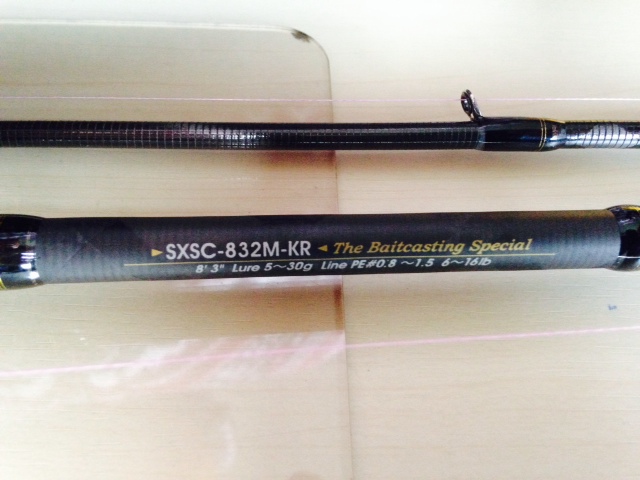 ►SXSC-832M-KR ◄ The Baitcasting Special
8' 3" Lure 5～30g Line PE#0.8 ～1.5 6～16lb